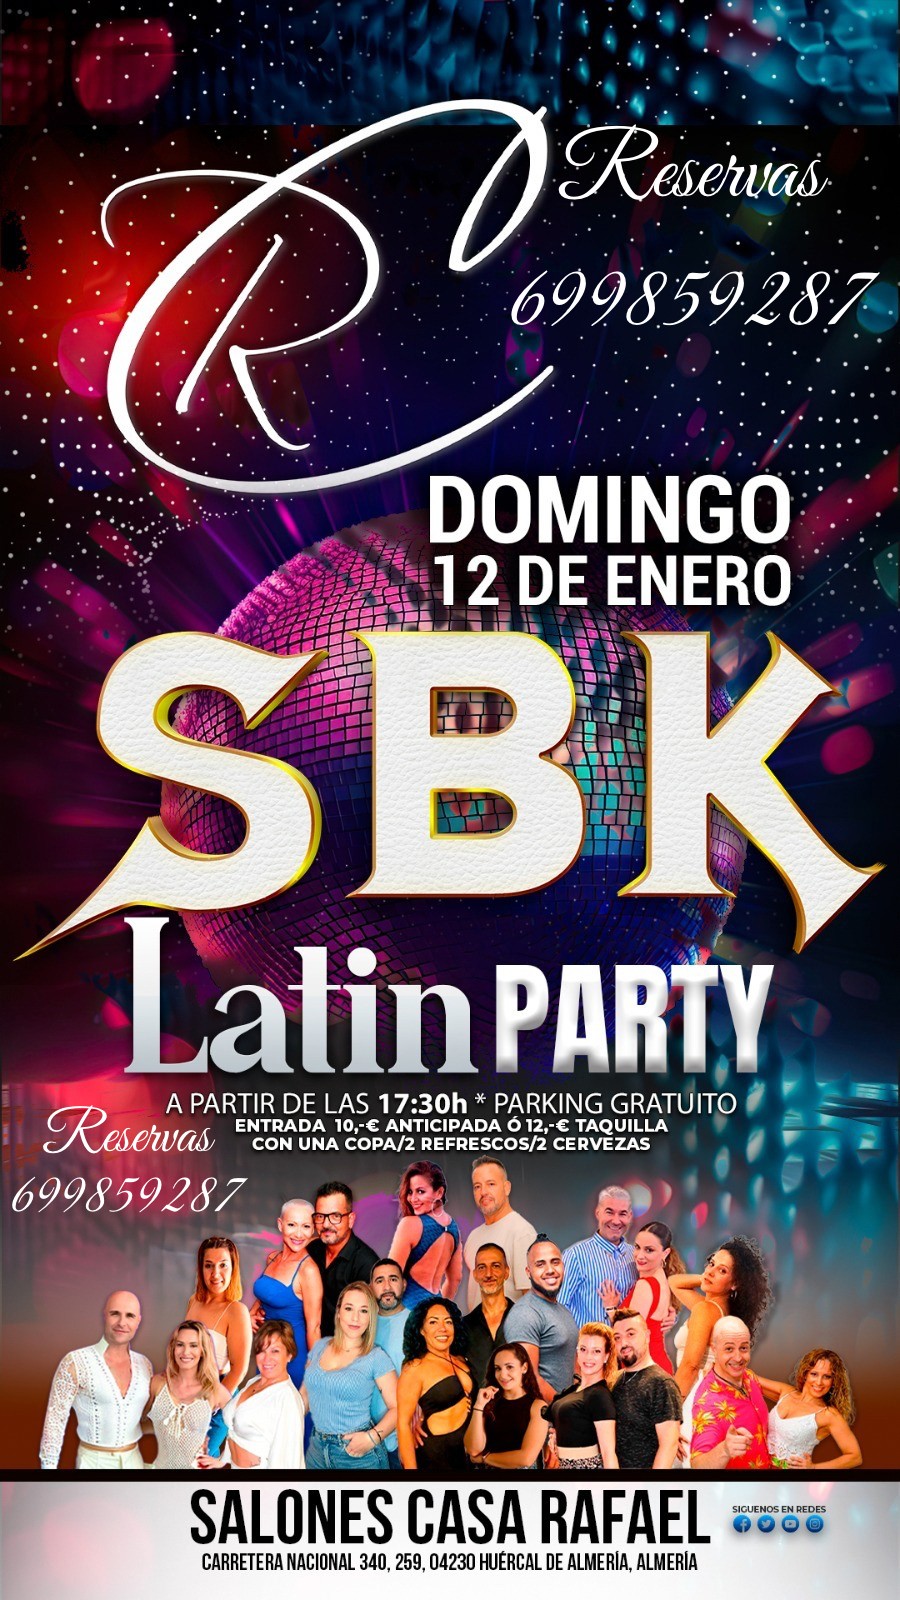 R
Reservas
699859287
DOMINGO
12 DE ENERO
SBK
Latin PARTY
A PARTIR DE LAS 17:30h * PARKING GRATUITO
ENTRADA 10,-€ ANTICIPADA Ó 12,-€ TAQUILLA
CON UNA COPA/2 REFRESCOS/2 CERVEZAS
Reservas
699859287
SALONES CASA RAFAEL
SIGUENOS EN REDES
CARRETERA NACIONAL 340, 259, 04230 HUÉRCAL DE ALMERÍA, ALMERÍA